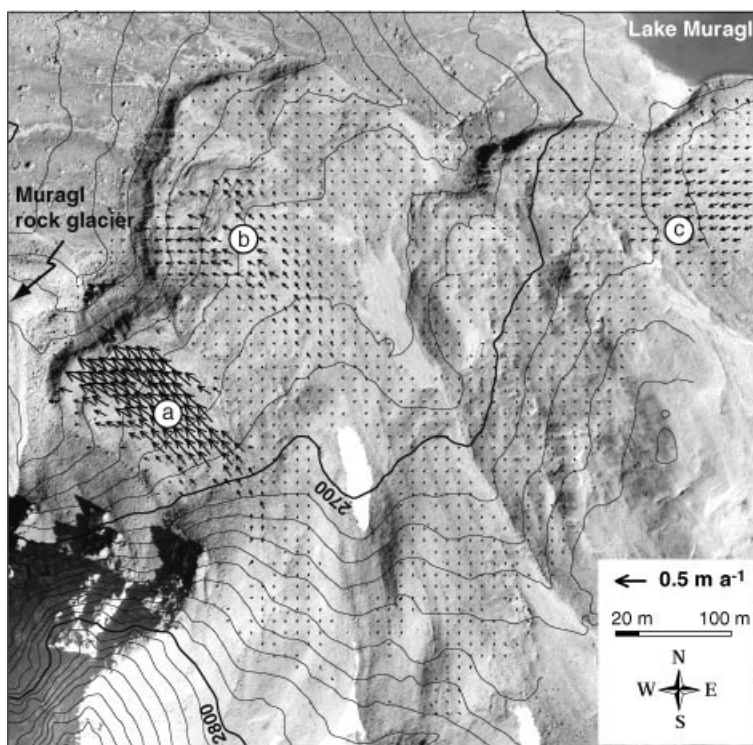 Lake Muragl
Muragl
rock glacier
b
c
a
2700
2800
0.5 m a-1
20 m 100 m
N
W E
S